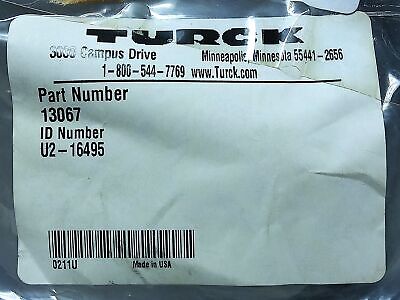 TURCK
3000 Campus Drive Minneapolis, Minnesota 55441-2656
1-800-544-7769 www.Turck.com
Part Number
13067
ID Number
U2-16495
0211U Made in USA